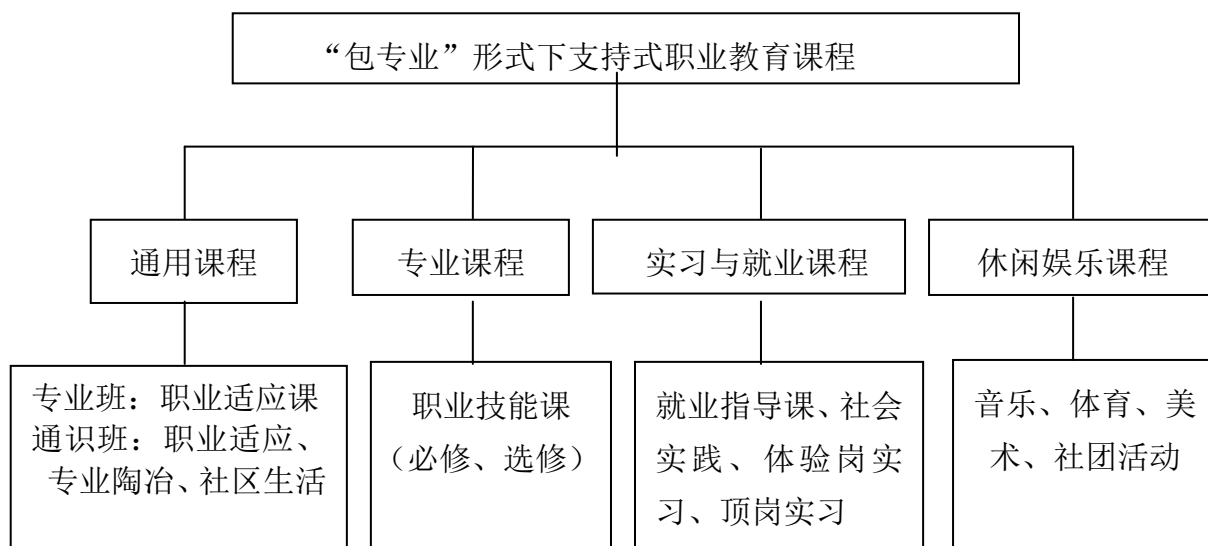 “包专业”形式下支持式职业教育课程
通用课程
专业课程
实习与就业课程
休闲娱乐课程
专业班：职业适应课
通识班：职业适应、
专业陶冶、社区生活
职业技能课
（必修、选修）
就业指导课、社会
实践、体验岗实
习、顶岗实习
音乐、体育、美
术、社团活动